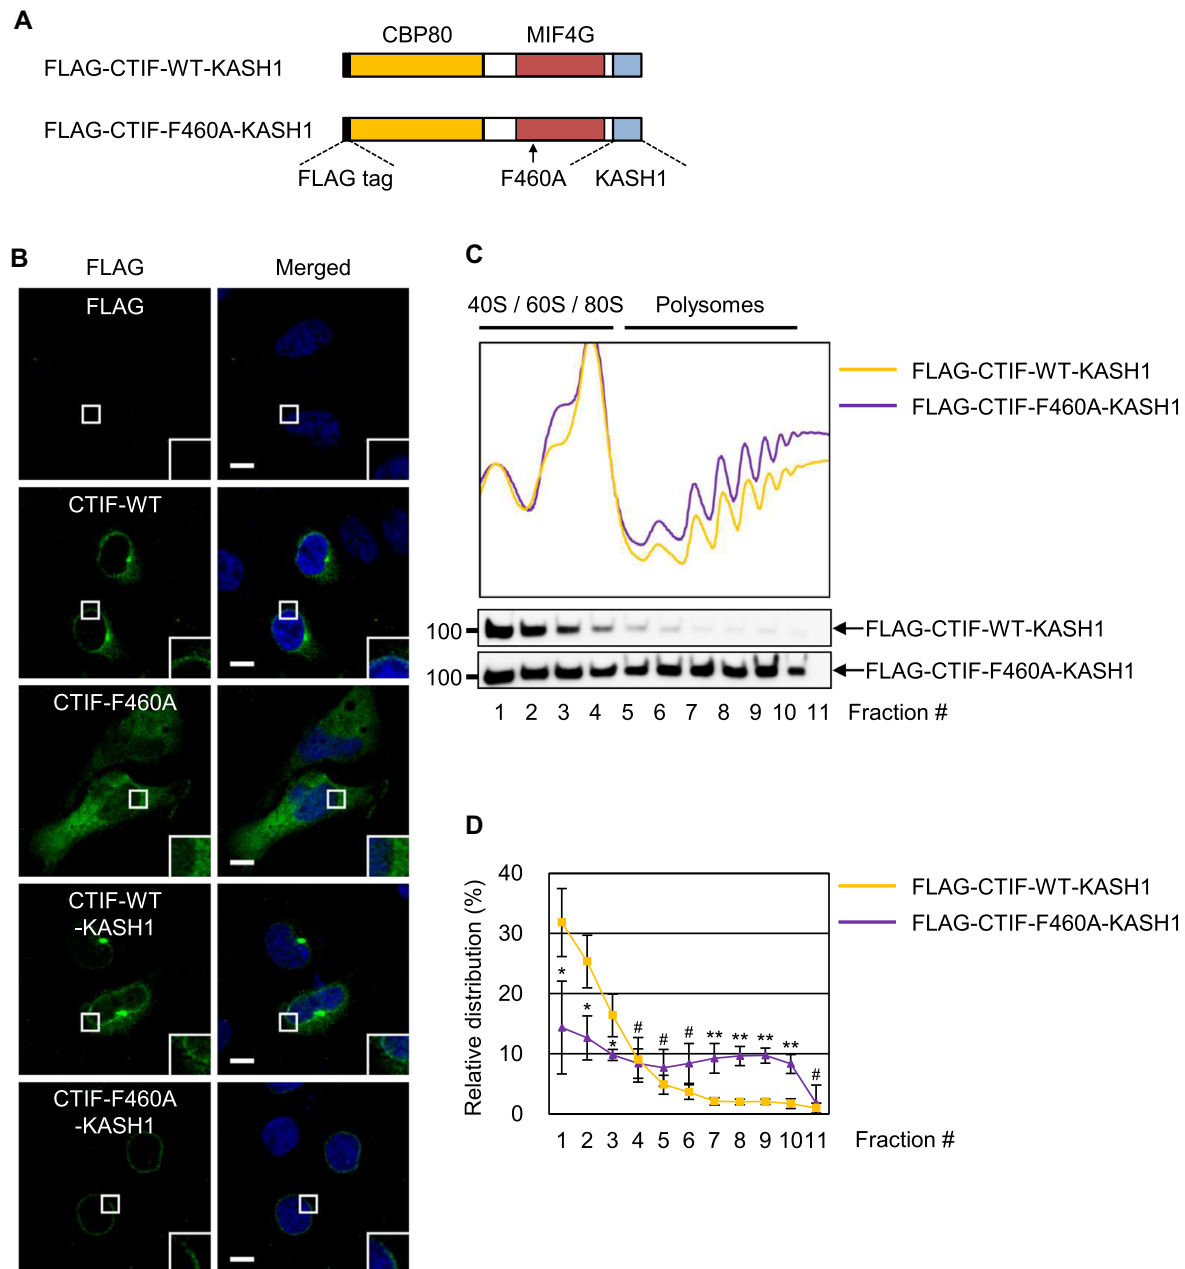 A
CBP80 MIF4G
FLAG-CTIF-WT-KASH1
FLAG-CTIF-F460A-KASH1
FLAG tag F460A KASH1
B
FLAG Merged
FLAG
CTIF-WT
CTIF-F460A
CTIF-WT
-KASH1
CTIF-F460A
-KASH1
C
40S / 60S / 80S Polysomes
FLAG-CTIF-WT-KASH1
FLAG-CTIF-F460A-KASH1
100 FLAG-CTIF-WT-KASH1
100 FLAG-CTIF-F460A-KASH1
1 2 3 4 5 6 7 8 9 10 11 Fraction #
D
Relative distribution (%)
40
30
20
10
0
* * * # # # ** ** ** ** #
FLAG-CTIF-WT-KASH1
FLAG-CTIF-F460A-KASH1
1 2 3 4 5 6 7 8 9 10 11 Fraction #